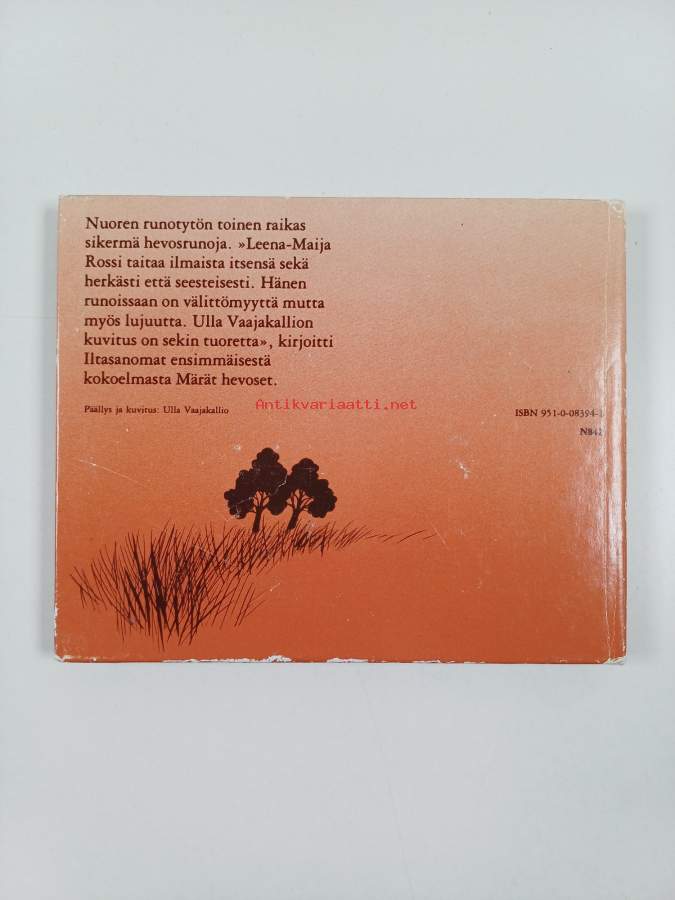 Nuoren runotytön toinen raikas
sikermä hevosrunoja. »Leena-Maija
Rossi taitaa ilmaista itsensä sekä
herkästi että seesteisesti. Hänen
runoissaan on välittömyyttä mutta
myös lujuutta. Ulla Vaajakallion
kuvitus on sekin tuoretta», kirjoitti
Iltasanomat ensimmäisestä
kokoelmasta Märät hevoset.
Antikvariaatti.net
Päällys ja kuvitus: Ulla Vaajakallio
ISBN 951-0-08394-1
N842